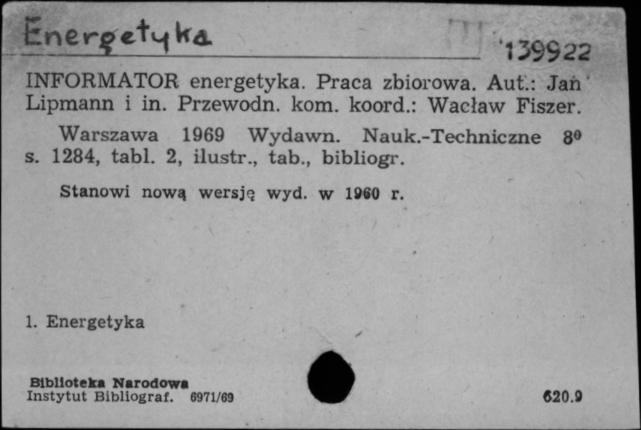 Energetyka
139922
INFORMATOR energetyka. Praca zbiorowa. Aut.: Jan
Lipmann i in. Przewodn. kom. koord.: Wacław Fiszer.
Warszawa 1969 Wydawn. Nauk.-Techniczne 8⁰
s. 1284, tabl. 2, ilustr., tab., bibliogr.
Stanowi nową wersję wyd. w 1960 r.
1. Energetyka
Biblioteka Narodowa
Instytut Bibliograf. 6971/69
620.9